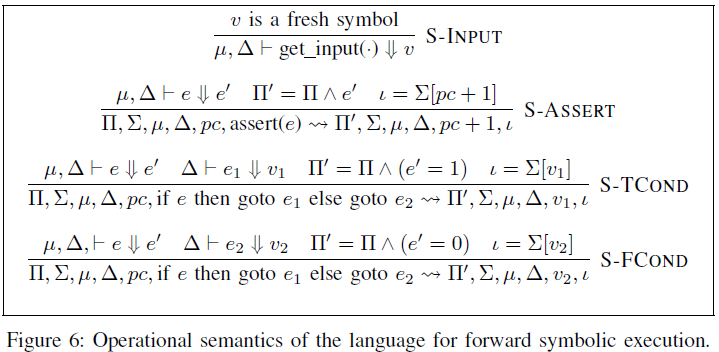 v is a fresh symbol
μ, Δ ⊢ get_input(·) ⇓ v S-INPUT
μ, Δ ⊢ e ⇓ e′ Π′ = Π ∧ e′ ι = Σ[pc + 1]
Π, Σ, μ, Δ, pc, assert(e) ⇝ Π′, Σ, μ, Δ, pc + 1, ι S-ASSERT
μ, Δ ⊢ e ⇓ e′ Δ ⊢ e₁ ⇓ v₁ Π′ = Π ∧ (e′ = 1) ι = Σ[v₁]
Π, Σ, μ, Δ, pc, if e then goto e₁ else goto e₂ ⇝ Π′, Σ, μ, Δ, v₁, ι S-TCOND
μ, Δ, ⊢ e ⇓ e′ Δ ⊢ e₂ ⇓ v₂ Π′ = Π ∧ (e′ = 0) ι = Σ[v₂]
Π, Σ, μ, Δ, pc, if e then goto e₁ else goto e₂ ⇝ Π′, Σ, μ, Δ, v₂, ι S-FCOND
Figure 6: Operational semantics of the language for forward symbolic execution.